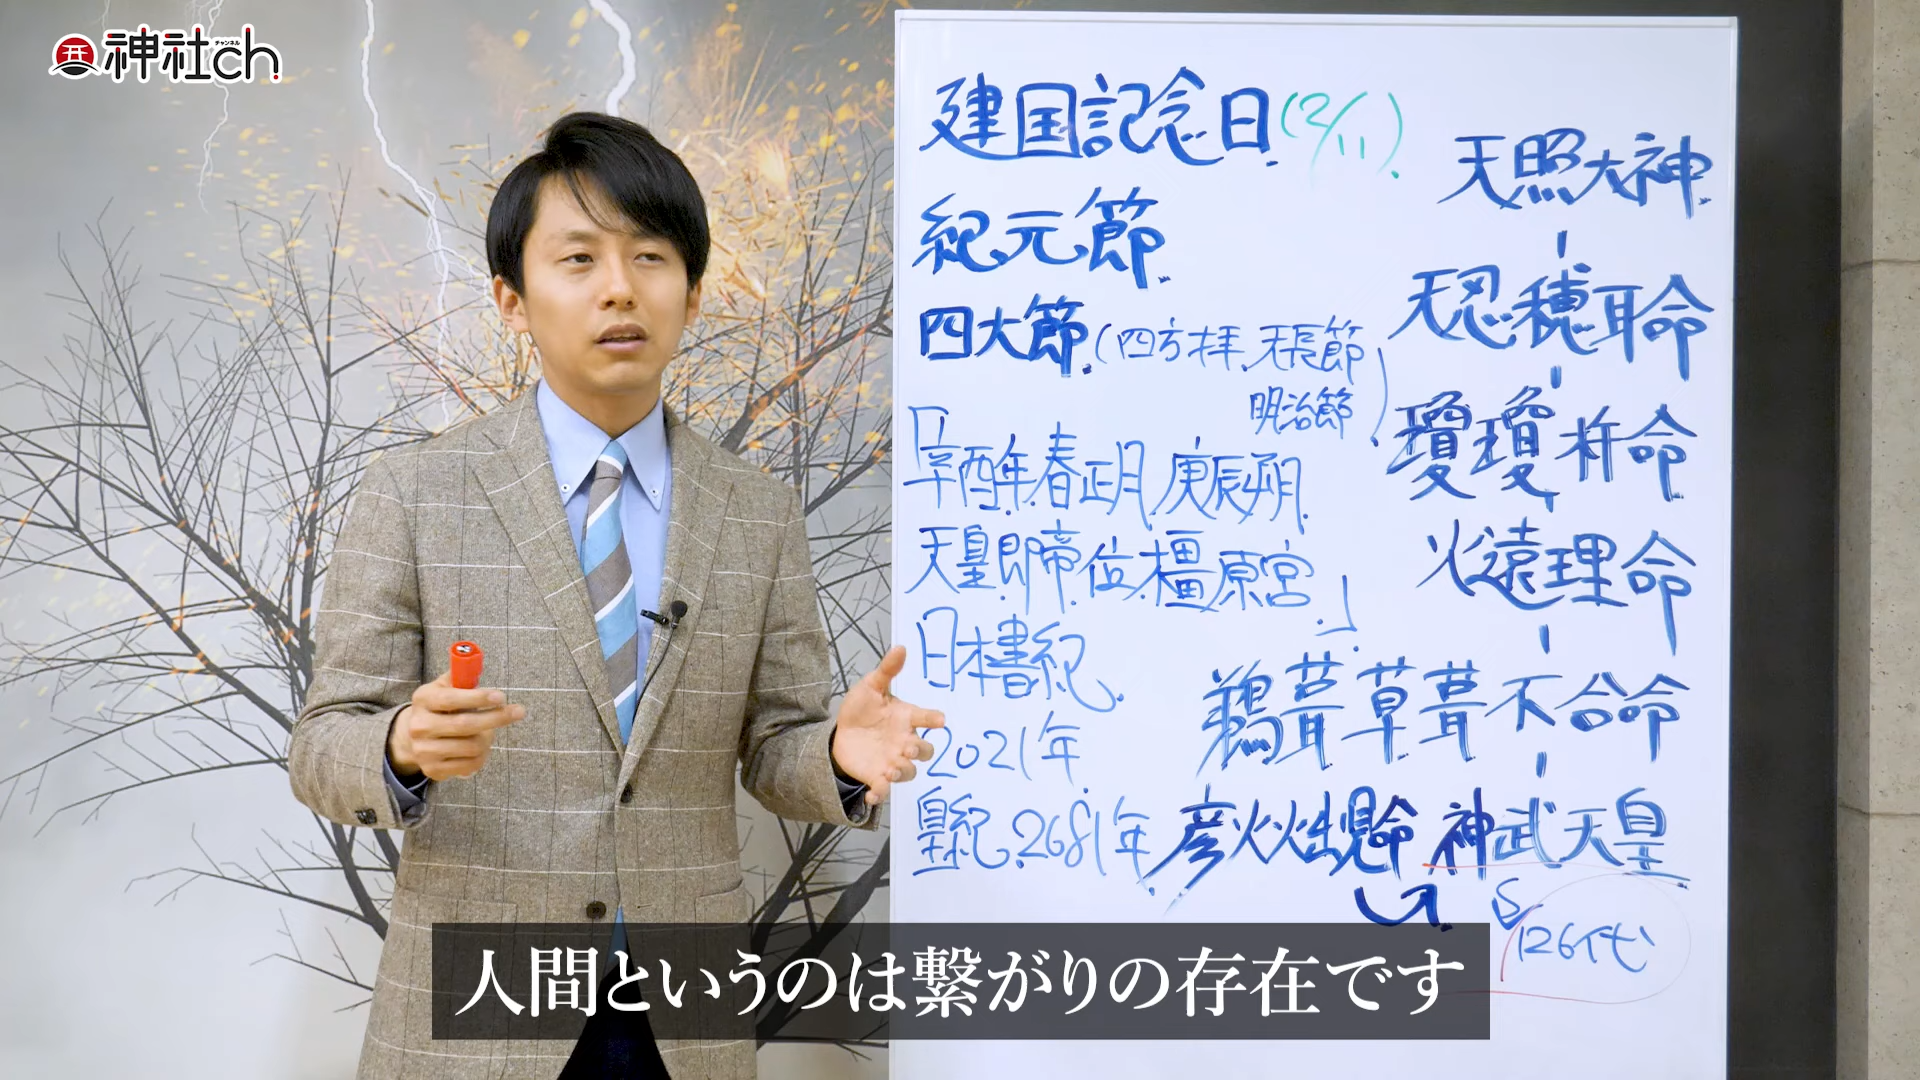 神社ch.
チャンネル
建国記念日(2/11).
紀元節.
四大節.(四方拝.天長節
明治節).
「辛酉年春正月庚辰朔.
天皇即帝位橿原宮.」
日本書紀.
2021年.
皇紀.2681年.
天照大神.
天忍穂耳命
瓊瓊杵命
火遠理命
鵜葺草葺不合命
彦火火出見命 神武天皇
126代
人間というのは繋がりの存在です